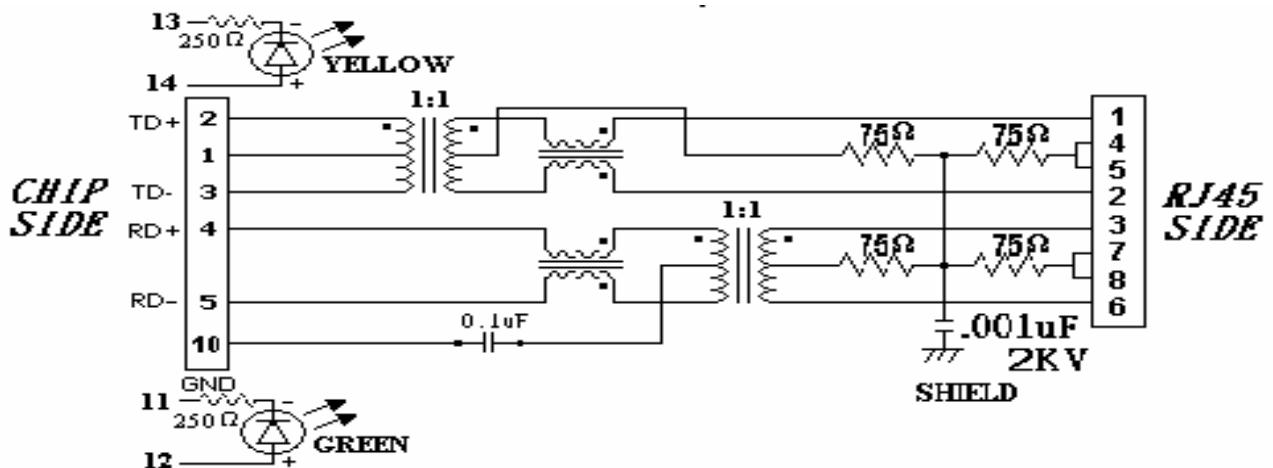 13
250 Ω
-
YELLOW
14
+
1:1
TD+ 2
1
TD- 3
RD+ 4
RD- 5
10
GND
CHIP
SIDE
75Ω 75Ω
1:1
75Ω 75Ω
0.1uF
.001uF
2KV
SHIELD
1
4
5
2
3
7
8
6
RJ45
SIDE
11
250 Ω
-
GREEN
12
+